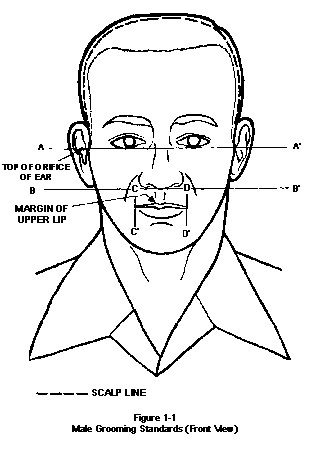 A A'
TOP OF ORIFICE
OF EAR
B C D B'
MARGIN OF
UPPER LIP
C' D'
SCALP LINE
Figure 1-1
Male Grooming Standards (Front View)